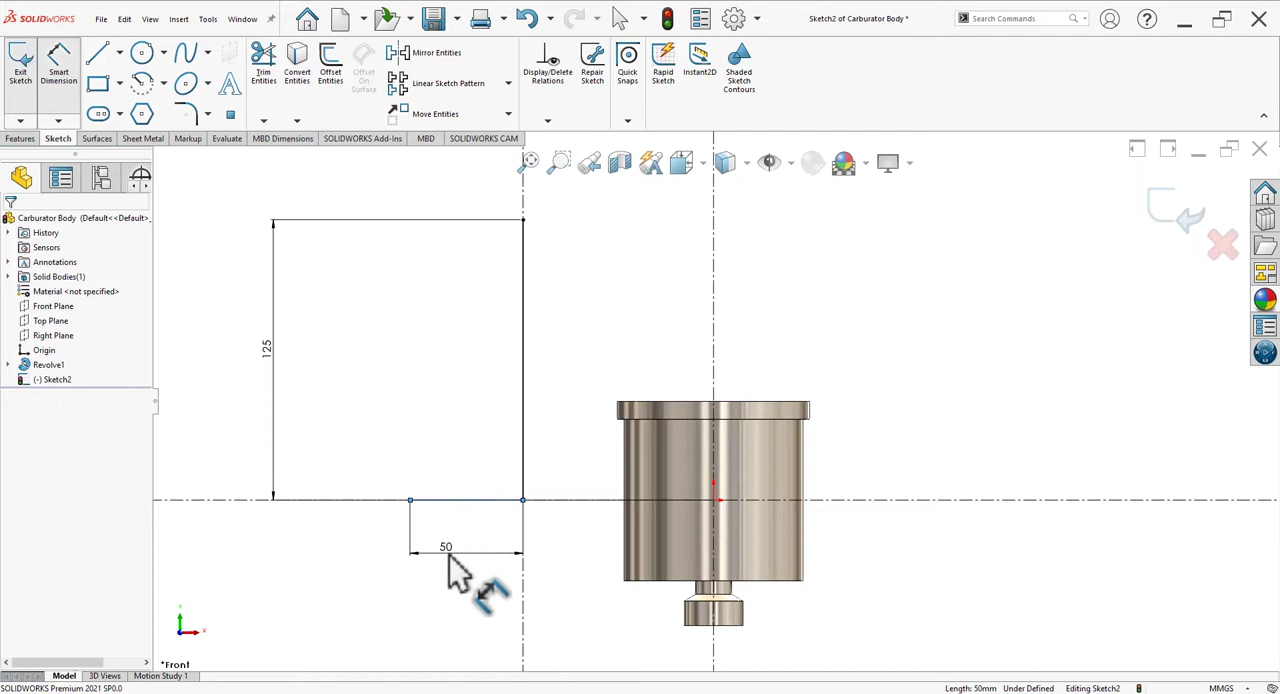 SOLIDWORKS
File
Edit
View
Insert
Tools
Window
Sketch2 of Carburator Body *
Search Commands
Exit Sketch
Smart Dimension
Trim Entities
Convert Entities
Offset Entities
Offset On Surface
Mirror Entities
Linear Sketch Pattern
Move Entities
Display/Delete Relations
Repair Sketch
Quick Snaps
Rapid Sketch
Instant2D
Shaded Sketch Contours
Features
Sketch
Surfaces
Sheet Metal
Markup
Evaluate
MBD Dimensions
SOLIDWORKS Add-Ins
MBD
SOLIDWORKS CAM
Carburator Body (Default<<Default>_
History
Sensors
Annotations
Solid Bodies(1)
Material <not specified>
Front Plane
Top Plane
Right Plane
Origin
Revolve1
(-) Sketch2
125
50
Y
X
*Front
Model
3D Views
Motion Study 1
SOLIDWORKS Premium 2021 SP0.0
Length: 50mm
Under Defined
Editing Sketch2
MMGS